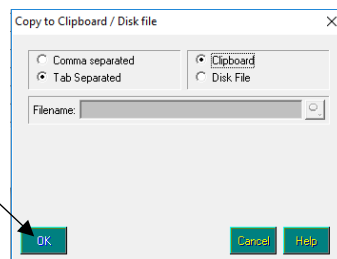 Copy to Clipboard / Disk file
Comma separated
Tab Separated
Clipboard
Disk File
Filename:
OK
Cancel
Help